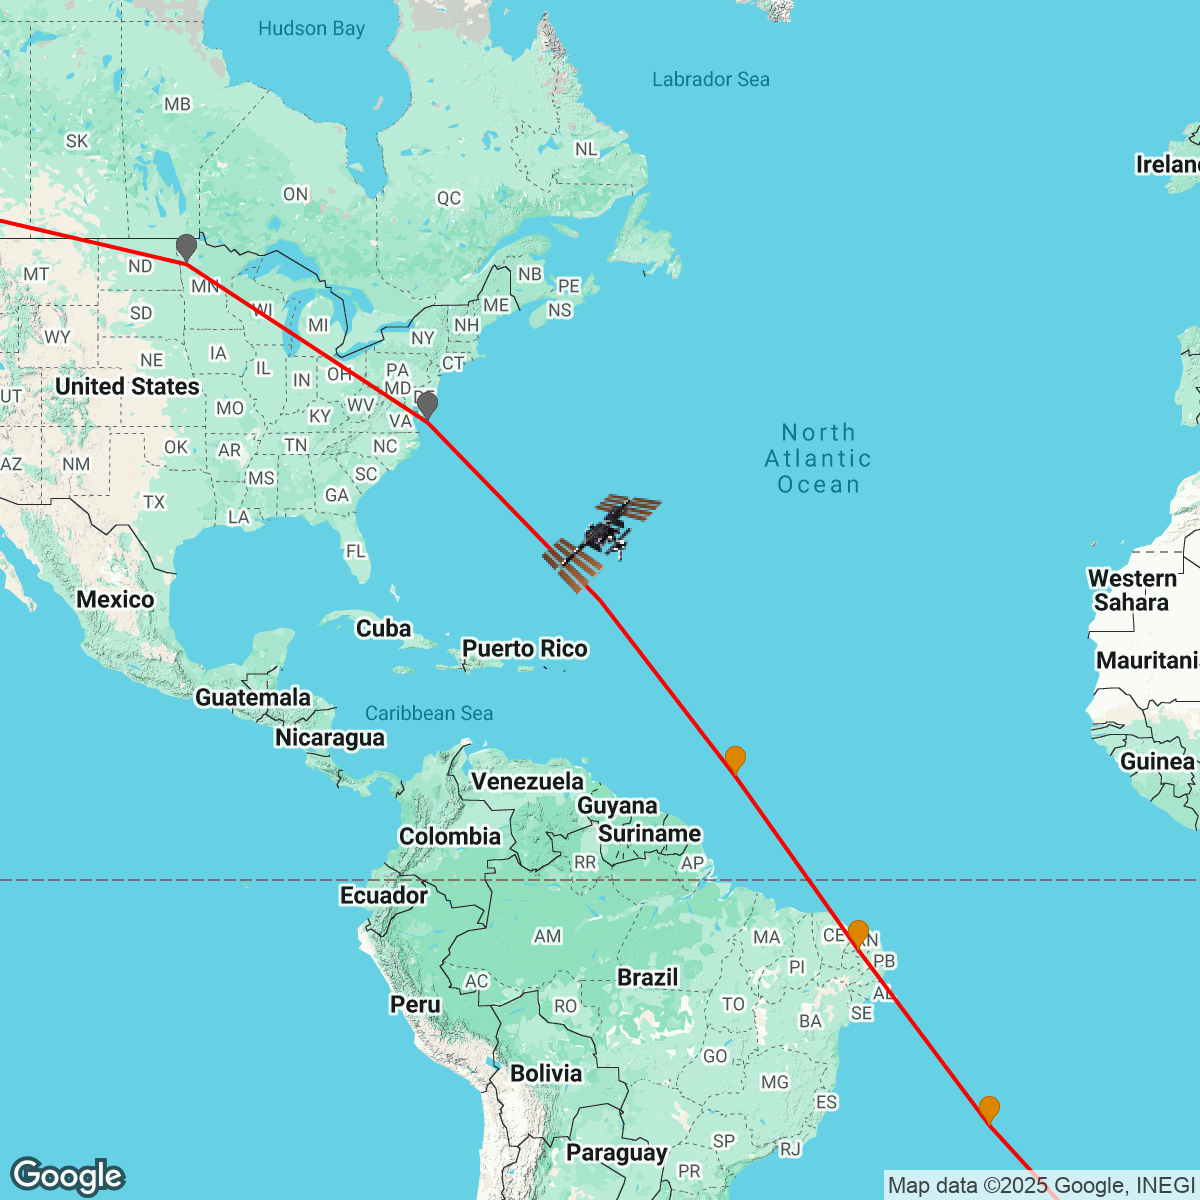 Hudson Bay
Labrador Sea
MB
SK
NL
Irelan
ON
QC
ND
MT
MN
NB
PE
ME
NS
SD
WI
MI
NH
WY
NY
IA
NE
IL
CT
IN
OH
PA
United States
MD
UT
MO
KY
WV
VA
North
Atlantic
Ocean
OK
AR
TN
NC
AZ
NM
MS
SC
TX
GA
LA
FL
Western
Sahara
Mexico
Cuba
Puerto Rico
Mauritani
Guatemala
Caribbean Sea
Nicaragua
Venezuela
Guinea
Guyana
Suriname
Colombia
RR
AP
Ecuador
AM
MA
CE
PB
PI
Brazil
AC
RO
TO
AL
Peru
SE
BA
GO
Bolivia
MG
ES
SP
RJ
Paraguay
PR
Google
Map data ©2025 Google, INEGI